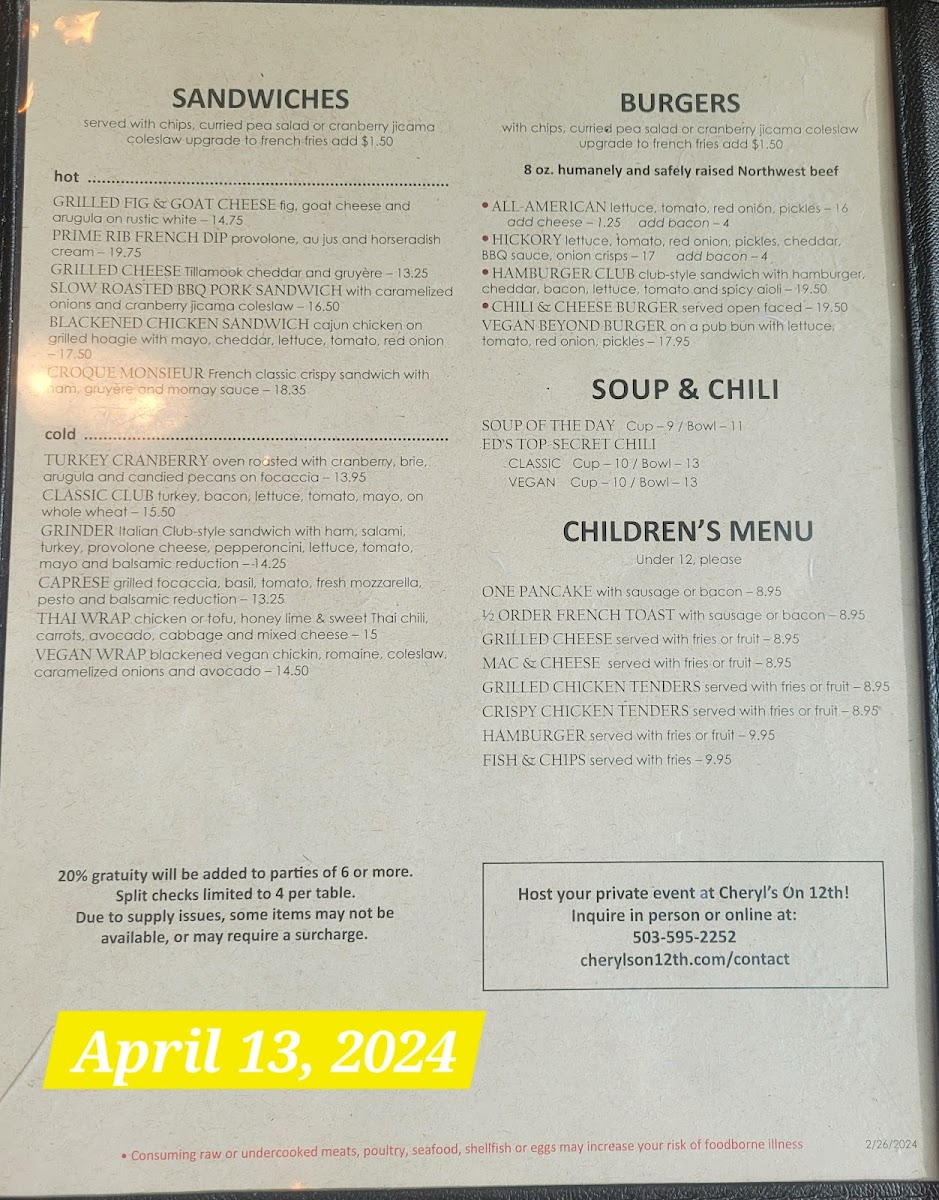 SANDWICHES
served with chips, curried pea salad or cranberry jicama
coleslaw upgrade to french fries add $1.50
hot
GRILLED FIG & GOAT CHEESE fig, goat cheese and
arugula on rustic white – 14.75
PRIME RIB FRENCH DIP provolone, au jus and horseradish
cream – 19.75
GRILLED CHEESE Tillamook cheddar and gruyère – 13.25
SLOW ROASTED BBQ PORK SANDWICH with caramelized
onions and cranberry jicama coleslaw – 16.50
BLACKENED CHICKEN SANDWICH cajun chicken on
grilled hoagie with mayo, cheddar, lettuce, tomato, red onion
– 17.50
CROQUE MONSIEUR French classic crispy sandwich with
ham, gruyère and mornay sauce – 18.35
cold
TURKEY CRANBERRY oven roasted with cranberry, brie,
arugula and candied pecans on focaccia – 13.95
CLASSIC CLUB turkey, bacon, lettuce, tomato, mayo, on
whole wheat – 15.50
GRINDER Italian Club-style sandwich with ham, salami,
turkey, provolone cheese, pepperoncini, lettuce, tomato,
mayo and balsamic reduction – 14.25
CAPRESE grilled focaccia, basil, tomato, fresh mozzarella,
pesto and balsamic reduction – 13.25
THAI WRAP chicken or tofu, honey lime & sweet Thai chili,
carrots, avocado, cabbage and mixed cheese – 15
VEGAN WRAP blackened vegan chickin, romaine, coleslaw,
caramelized onions and avocado – 14.50
20% gratuity will be added to parties of 6 or more.
Split checks limited to 4 per table.
Due to supply issues, some items may not be
available, or may require a surcharge.
BURGERS
with chips, curried pea salad or cranberry jicama coleslaw
upgrade to french fries add $1.50
8 oz. humanely and safely raised Northwest beef
• ALL-AMERICAN lettuce, tomato, red onion, pickles – 16
add cheese – 1.25 add bacon – 4
• HICKORY lettuce, tomato, red onion, pickles, cheddar,
BBQ sauce, onion crisps – 17 add bacon – 4
• HAMBURGER CLUB club-style sandwich with hamburger,
cheddar, bacon, lettuce, tomato and spicy aioli – 19.50
• CHILI & CHEESE BURGER served open faced – 19.50
VEGAN BEYOND BURGER on a pub bun with lettuce,
tomato, red onion, pickles – 17.95
SOUP & CHILI
SOUP OF THE DAY Cup – 9 / Bowl – 11
ED'S TOP-SECRET CHILI
CLASSIC Cup – 10 / Bowl – 13
VEGAN Cup – 10 / Bowl – 13
CHILDREN'S MENU
Under 12, please
ONE PANCAKE with sausage or bacon – 8.95
½ ORDER FRENCH TOAST with sausage or bacon – 8.95
GRILLED CHEESE served with fries or fruit – 8.95
MAC & CHEESE served with fries or fruit – 8.95
GRILLED CHICKEN TENDERS served with fries or fruit – 8.95
CRISPY CHICKEN TENDERS served with fries or fruit – 8.95
HAMBURGER served with fries or fruit – 9.95
FISH & CHIPS served with fries – 9.95
Host your private event at Cheryl's On 12th!
Inquire in person or online at:
503-595-2252
cherylson12th.com/contact
April 13, 2024
• Consuming raw or undercooked meats, poultry, seafood, shellfish or eggs may increase your risk of foodborne illness
2/26/2024